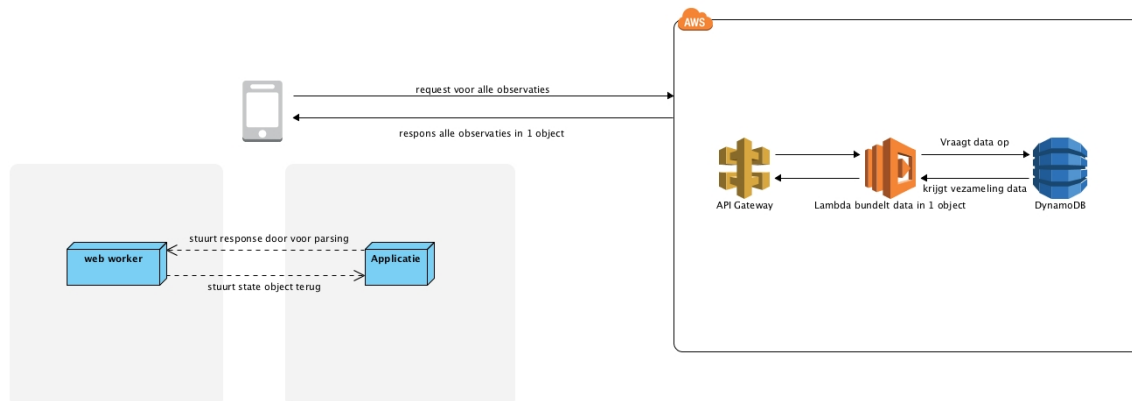 AWS
request voor alle observaties
respons alle observaties in 1 object
Vraagt data op
krijgt vezameling data
API Gateway
Lambda bundelt data in 1 object
DynamoDB
stuurt response door voor parsing
web worker
Applicatie
stuurt state object terug